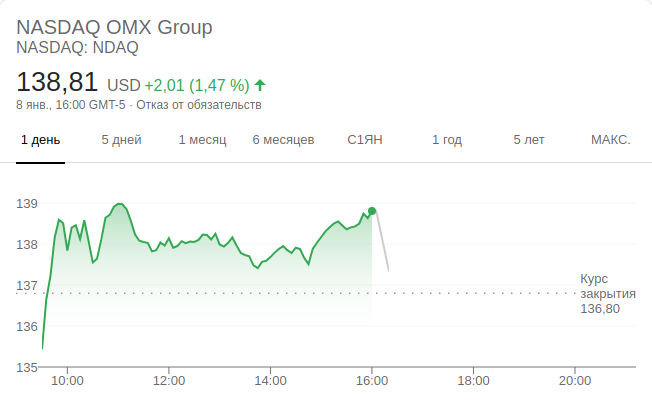 NASDAQ OMX Group
NASDAQ: NDAQ
138,81 USD +2,01 (1,47 %) ↑
8 янв., 16:00 GMT-5 · Отказ от обязательств
1 день 5 дней 1 месяц 6 месяцев С1ЯН 1 год 5 лет МАКС.
139
138
137
136
135
Курс
закрытия
136,80
10:00 12:00 14:00 16:00 18:00 20:00